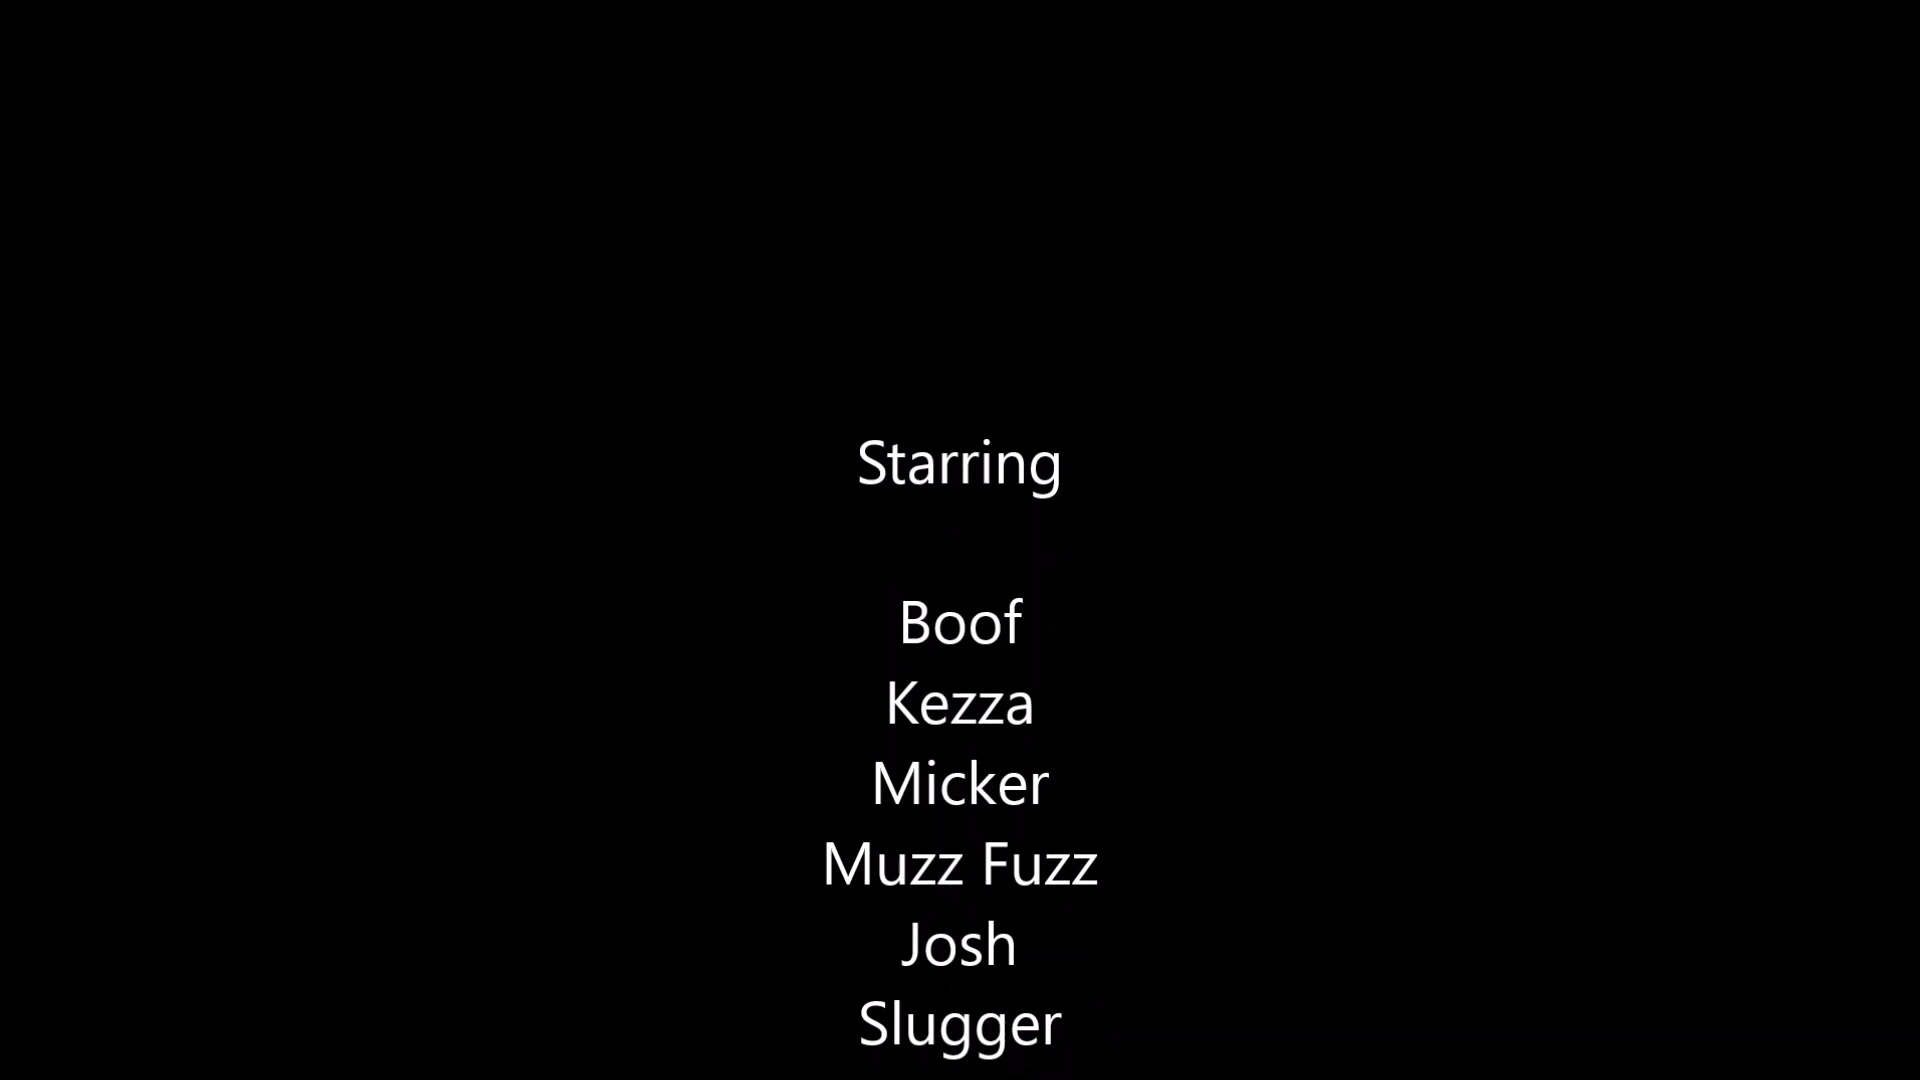 Starring
Boof
Kezza
Micker
Muzz Fuzz
Josh
Slugger